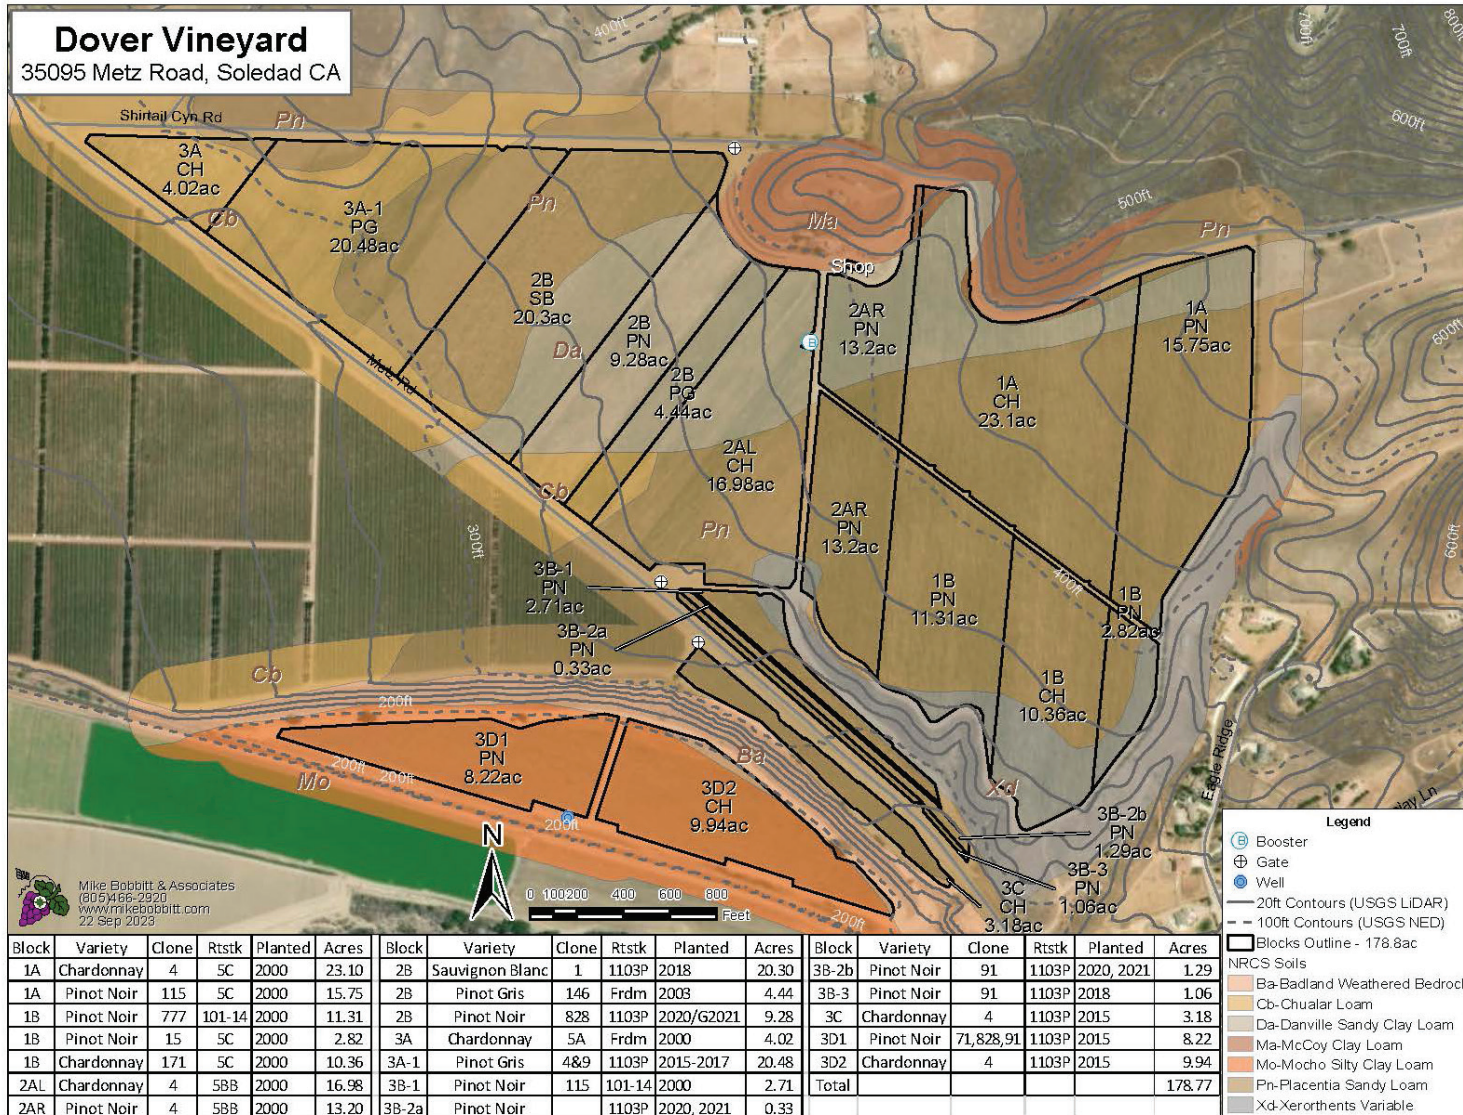 Dover Vineyard
35095 Metz Road, Soledad CA
400ft
700ft
800ft
700ft
600ft
Shirtail Cyn Rd
Pn
3A
CH
4.02ac
Cb
3A-1
PG
20.48ac
Pn
Ma
500ft
Pn
Shop
2B
SB
20.3ac
Da
2B
PN
9.28ac
2B
PG
4.44ac
B
2AR
PN
13.2ac
1A
PN
15.75ac
600ft
Metz Rd
1A
CH
23.1ac
2AL
CH
16.98ac
Cb
Pn
2AR
PN
13.2ac
300ft
600ft
400ft
3B-1
PN
2.71ac
1B
PN
11.31ac
1B
PN
2.82ac
3B-2a
PN
0.33ac
Cb
1B
CH
10.36ac
200ft
3D1
PN
8.22ac
200ft
200ft
Mo
Ba
3D2
CH
9.94ac
Xd
Eagle Ridge
ay Ln
200ft
3B-2b
PN
1.29ac
3B-3
PN
1.06ac
3C
CH
3.18ac
200ft
N
0 100200 400 600 800
Feet
Mike Bobbitt & Associates
(805)466-2920
www.mikebobbitt.com
22 Sep 2023
Legend
B Booster
Gate
Well
20ft Contours (USGS LiDAR)
100ft Contours (USGS NED)
Blocks Outline - 178.8ac
NRCS Soils
Ba-Badland Weathered Bedroc
Cb-Chualar Loam
Da-Danville Sandy Clay Loam
Ma-McCoy Clay Loam
Mo-Mocho Silty Clay Loam
Pn-Placentia Sandy Loam
Xd-Xerorthents Variable
Block Variety Clone Rtstk Planted Acres
1A Chardonnay 4 5C 2000 23.10
1A Pinot Noir 115 5C 2000 15.75
1B Pinot Noir 777 101-14 2000 11.31
1B Pinot Noir 15 5C 2000 2.82
1B Chardonnay 171 5C 2000 10.36
2AL Chardonnay 4 5BB 2000 16.98
2AR Pinot Noir 4 5BB 2000 13.20
Block Variety Clone Rtstk Planted Acres
2B Sauvignon Blanc 1 1103P 2018 20.30
2B Pinot Gris 146 Frdm 2003 4.44
2B Pinot Noir 828 1103P 2020/G2021 9.28
3A Chardonnay 5A Frdm 2000 4.02
3A-1 Pinot Gris 4&9 1103P 2015-2017 20.48
3B-1 Pinot Noir 115 101-14 2000 2.71
3B-2a Pinot Noir 1103P 2020, 2021 0.33
Block Variety Clone Rtstk Planted Acres
3B-2b Pinot Noir 91 1103P 2020, 2021 1.29
3B-3 Pinot Noir 91 1103P 2018 1.06
3C Chardonnay 4 1103P 2015 3.18
3D1 Pinot Noir 71,828,91 1103P 2015 8.22
3D2 Chardonnay 4 1103P 2015 9.94
Total 178.77